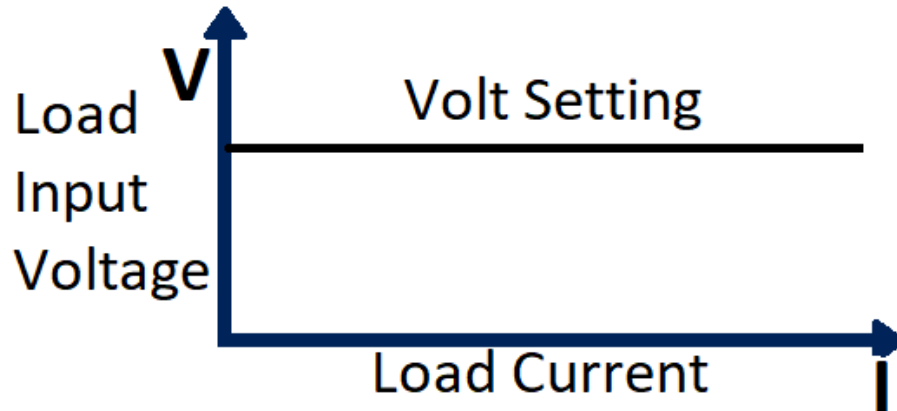 V
Volt Setting
Load
Input
Voltage
Load Current
I